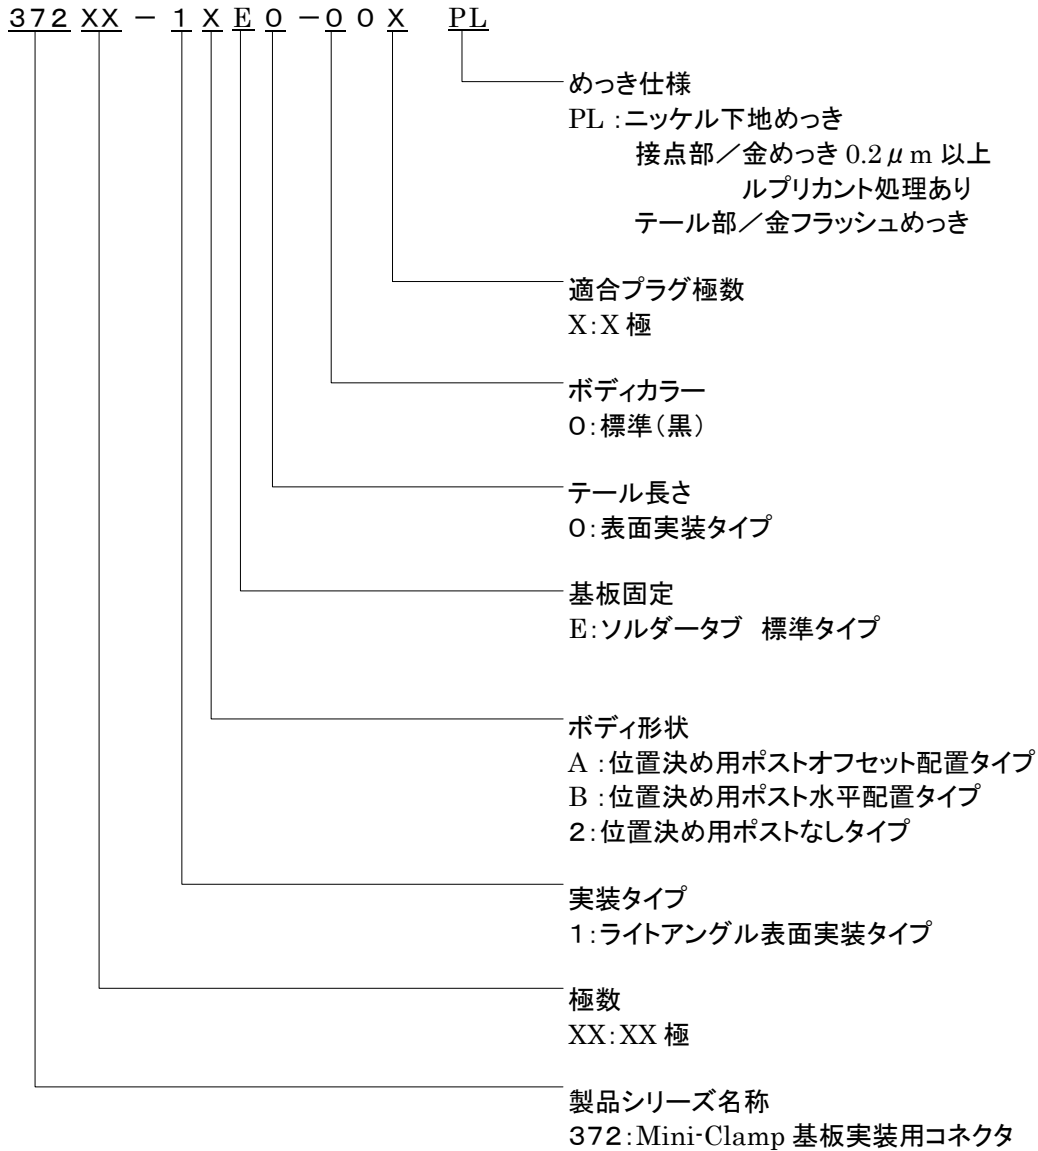 372XX－1XE0－00X PL
めっき仕様
PL：ニッケル下地めっき
接点部／金めっき 0.2μm 以上
ルブリカント処理あり
テール部／金フラッシュめっき
適合プラグ極数
X：X 極
ボディカラー
0：標準（黒）
テール長さ
0：表面実装タイプ
基板固定
E：ソルダータブ 標準タイプ
ボディ形状
A：位置決め用ポストオフセット配置タイプ
B：位置決め用ポスト水平配置タイプ
2：位置決め用ポストなしタイプ
実装タイプ
1：ライトアングル表面実装タイプ
極数
XX：XX 極
製品シリーズ名称
372：Mini-Clamp 基板実装用コネクタ